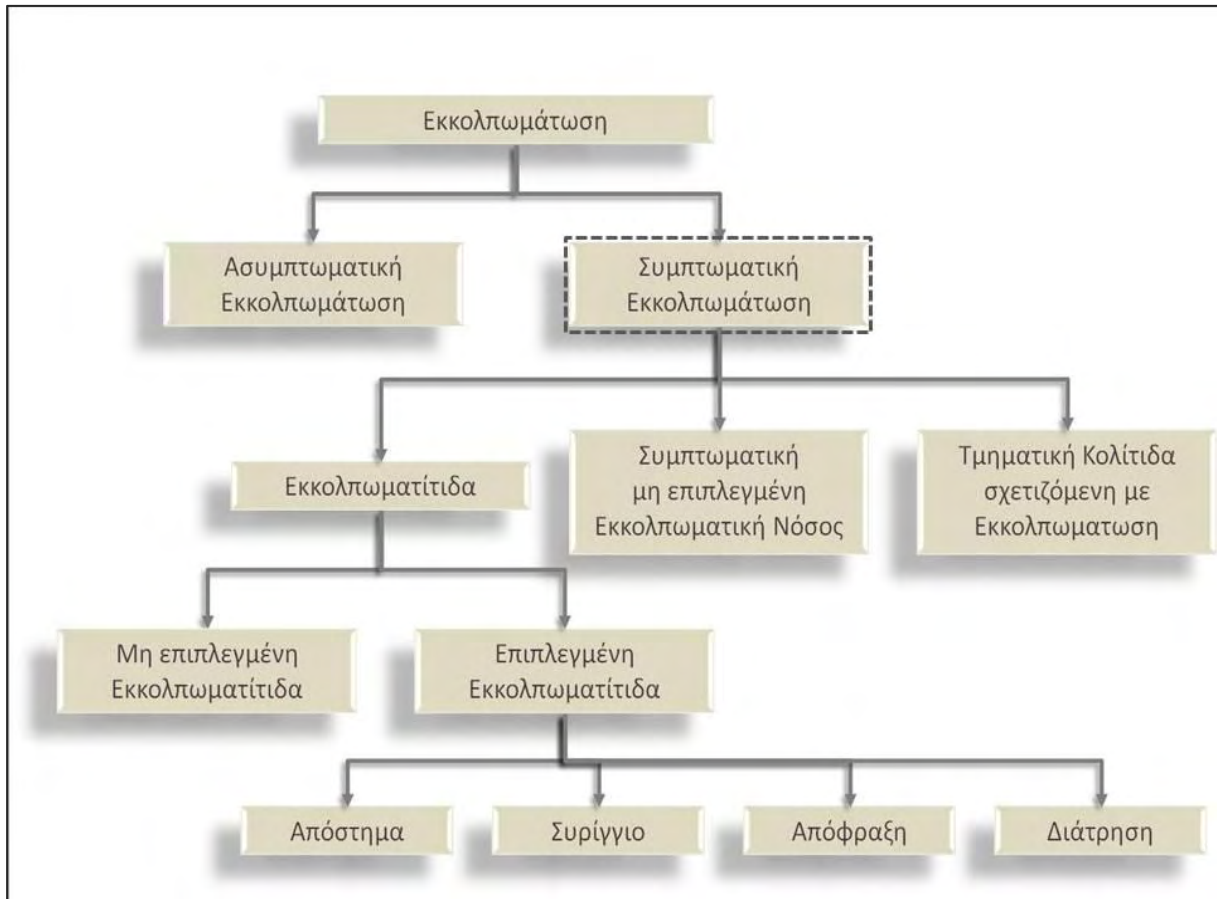 Εκκολπωμάτωση
Ασυμπτωματική
Εκκολπωμάτωση
Συμπτωματική
Εκκολπωμάτωση
Εκκολπωματίτιδα
Συμπτωματική
μη επιπλεγμένη
Εκκολπωματική Νόσος
Τμηματική Κολίτιδα
σχετιζόμενη με
Εκκολπωματωση
Μη επιπλεγμένη
Εκκολπωματίτιδα
Επιπλεγμένη
Εκκολπωματίτιδα
Απόστημα
Συρίγγιο
Απόφραξη
Διάτρηση